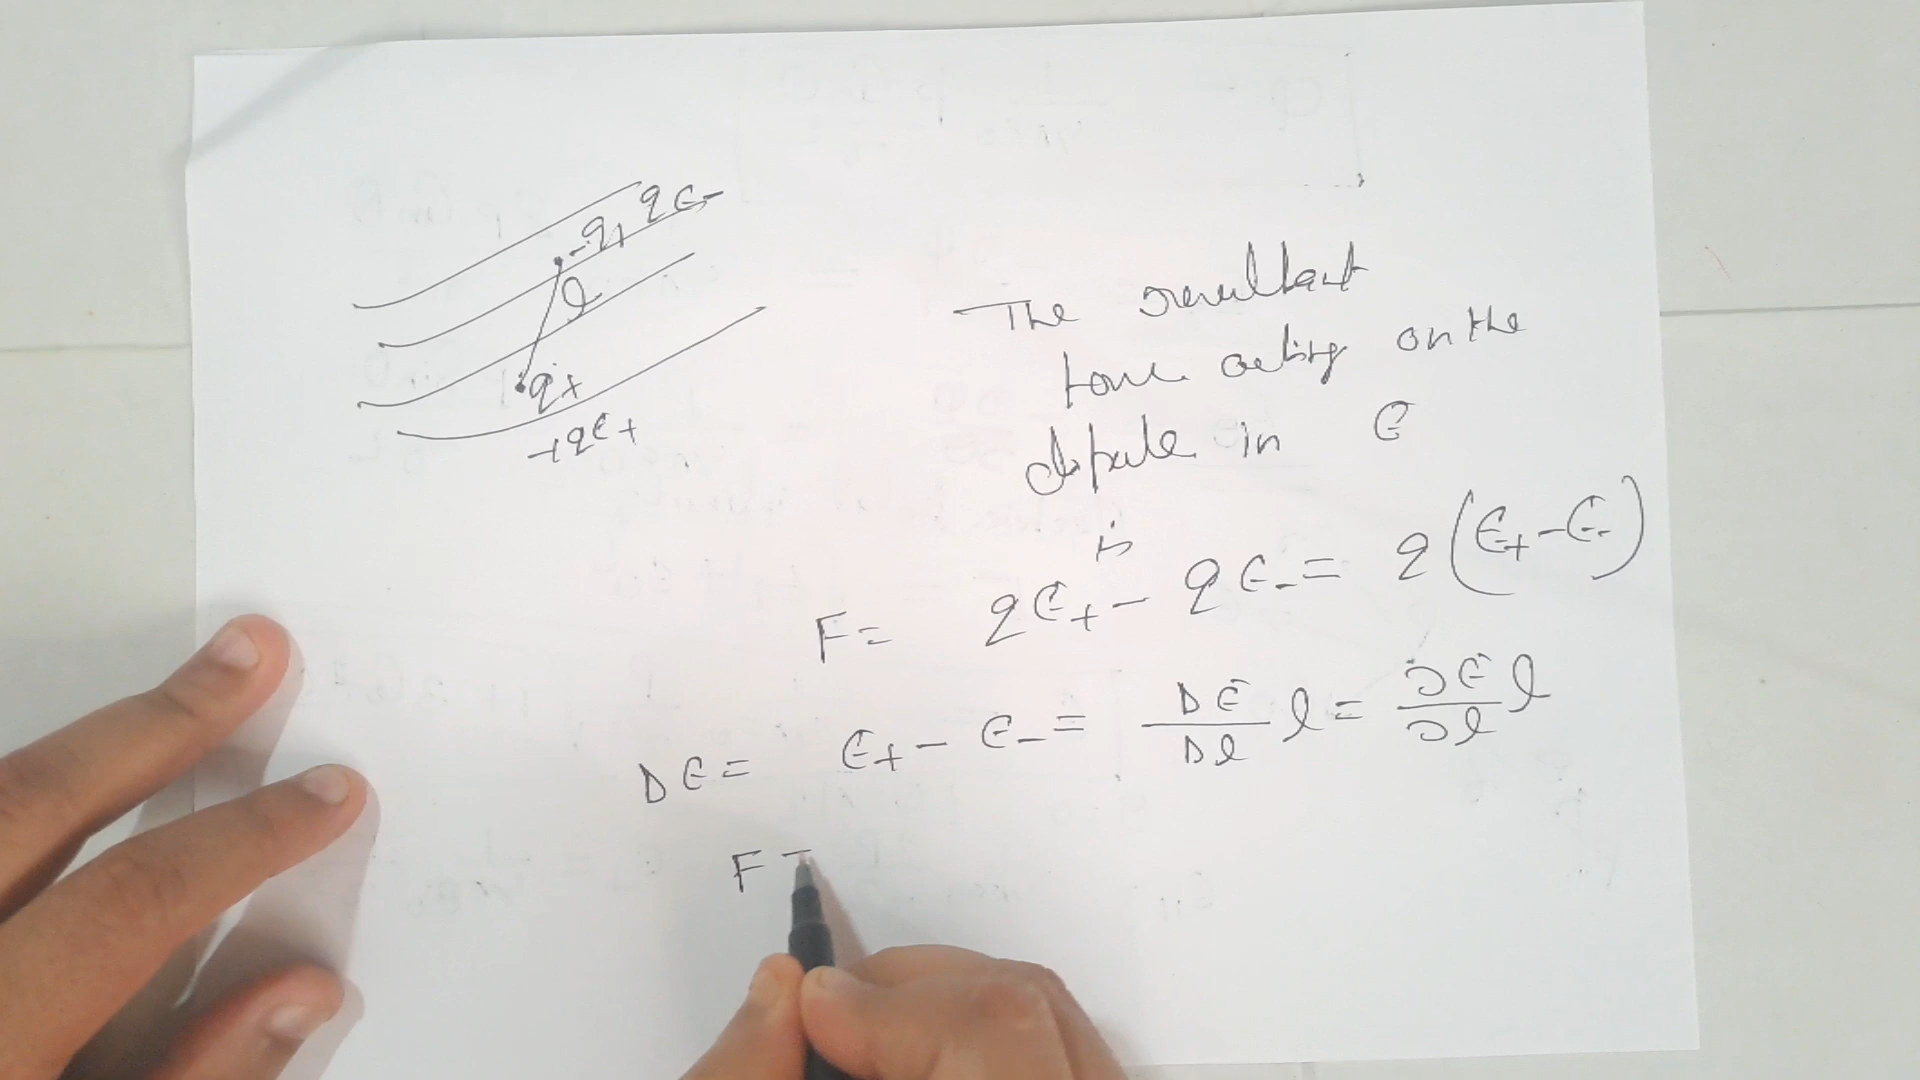 -q, qE-
l
q+
+qE+
The resultant
force acting on the
dipole in E
is
F = qE+ - qE- = q(E+ - E-)
ΔE = E+ - E- = ΔE/Δl l = ∂E/∂l l
F =